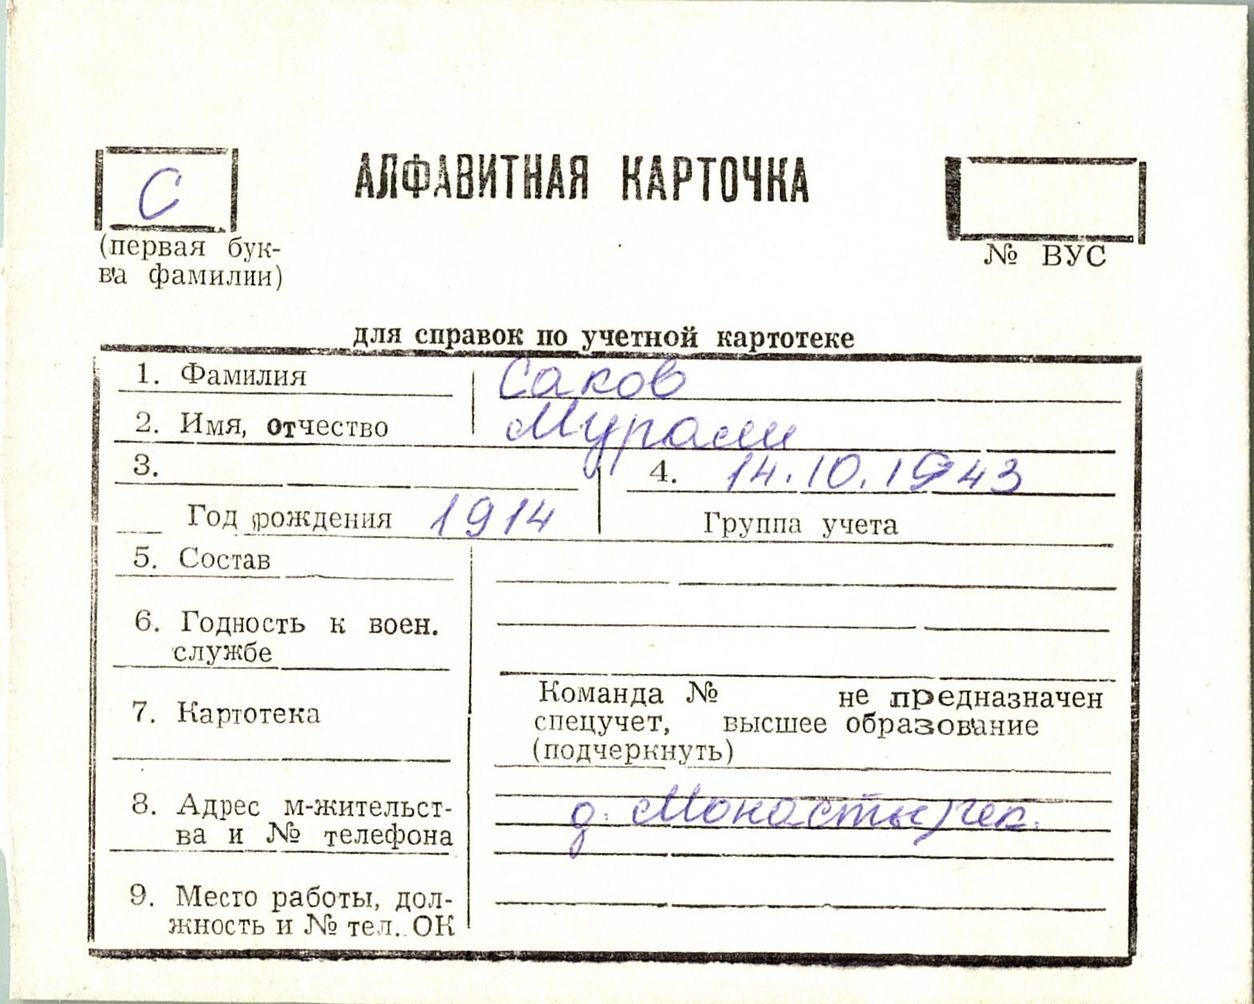 С
АЛФАВИТНАЯ КАРТОЧКА
(первая бук-
ва фамилии)
№ ВУС
для справок по учетной картотеке
1. Фамилия Саков
2. Имя, отчество Мурали
3.
4. 14.10.1943
Год рождения 1914
Группа учета
5. Состав
6. Годность к воен.
службе
7. Картотека
Команда № не предназначен
спецучет, высшее образование
(подчеркнуть)
8. Адрес м-жительст-
ва и № телефона
д. Монастырек.
9. Место работы, дол-
жность и № тел. ОК